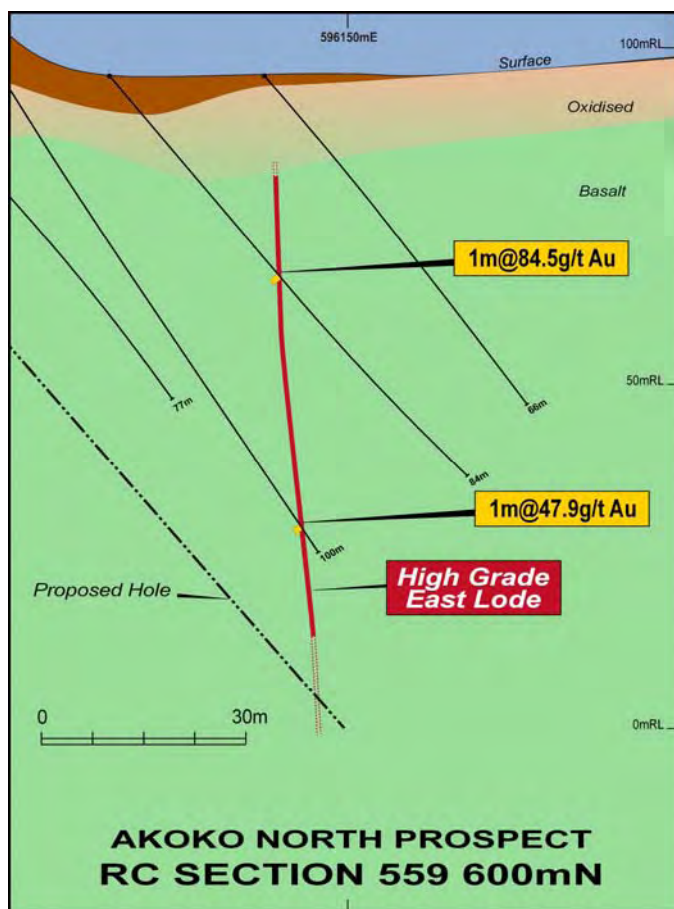 596150mE
100mRL
Surface
Oxidised
Basalt
1m@84.5g/t Au
50mRL
77m
66m
84m
1m@47.9g/t Au
100m
High Grade
East Lode
Proposed Hole
0
30m
0mRL
AKOKO NORTH PROSPECT
RC SECTION 559 600mN